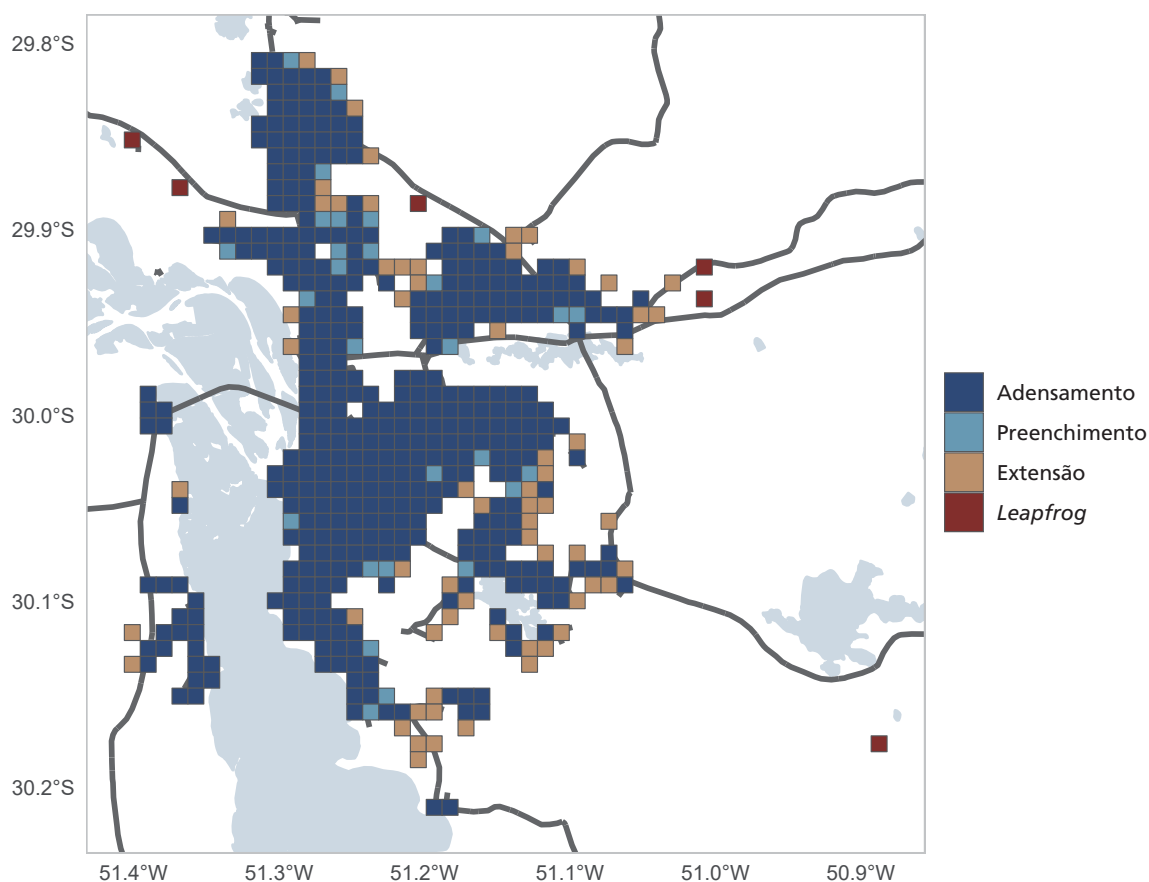 29.8°S
29.9°S
30.0°S
30.1°S
30.2°S
51.4°W 51.3°W 51.2°W 51.1°W 51.0°W 50.9°W
Adensamento
Preenchimento
Extensão
Leapfrog